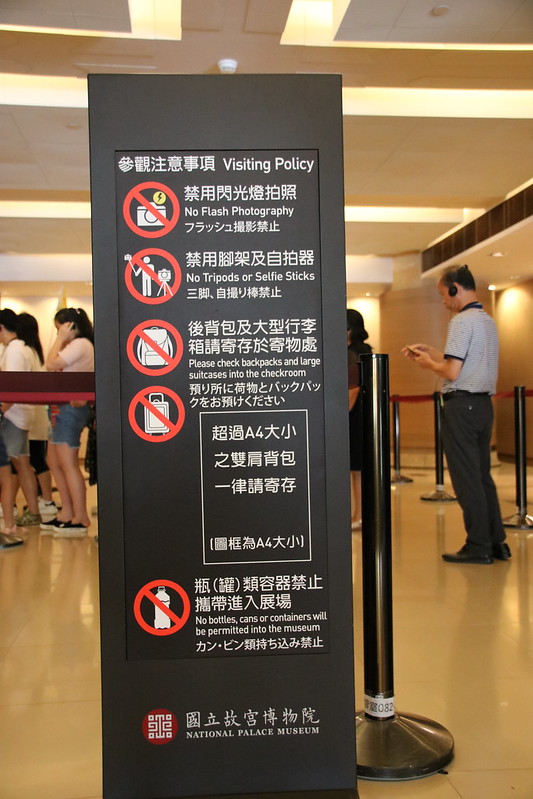 參觀注意事項 Visiting Policy
禁用閃光燈拍照
No Flash Photography
フラッシュ撮影禁止
禁用腳架及自拍器
No Tripods or Selfie Sticks
三脚、自撮り棒禁止
後背包及大型行李
箱請寄存於寄物處
Please check backpacks and large
suitcases into the checkroom
預り所に荷物とバックパッ
クをお預けください
超過A4大小
之雙肩背包
一律請寄存
(圖框為A4大小)
瓶(罐)類容器禁止
攜帶進入展場
No bottles, cans or containers will
be permitted into the museum
カン・ビン類持ち込み禁止
國立故宮博物院
NATIONAL PALACE MUSEUM
082